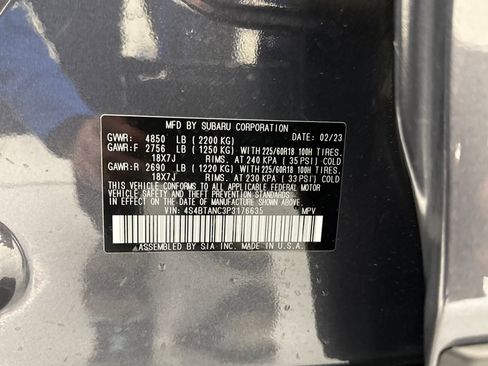 MFD BY SUBARU CORPORATION DATE: 02/23
GVWR: 4850 LB (2200 KG)
GAWR:F 2756 LB (1250 KG) WITH 225/60R18 100H TIRES.
18X7J RIMS. AT 240 KPA (35 PSI) COLD
GAWR:R 2690 LB (1220 KG) WITH 225/60R18 100H TIRES.
18X7J RIMS. AT 230 KPA (33 PSI) COLD
THIS VEHICLE CONFORMS TO ALL APPLICABLE FEDERAL MOTOR
VEHICLE SAFETY, BUMPER, AND THEFT PREVENTION STANDARDS
IN EFFECT ON THE DATE OF MANUFACTURE SHOWN ABOVE.
VIN: 4S4BTANC3P3176635 MPV
ASSEMBLED BY SIA INC. MADE IN U.S.A.